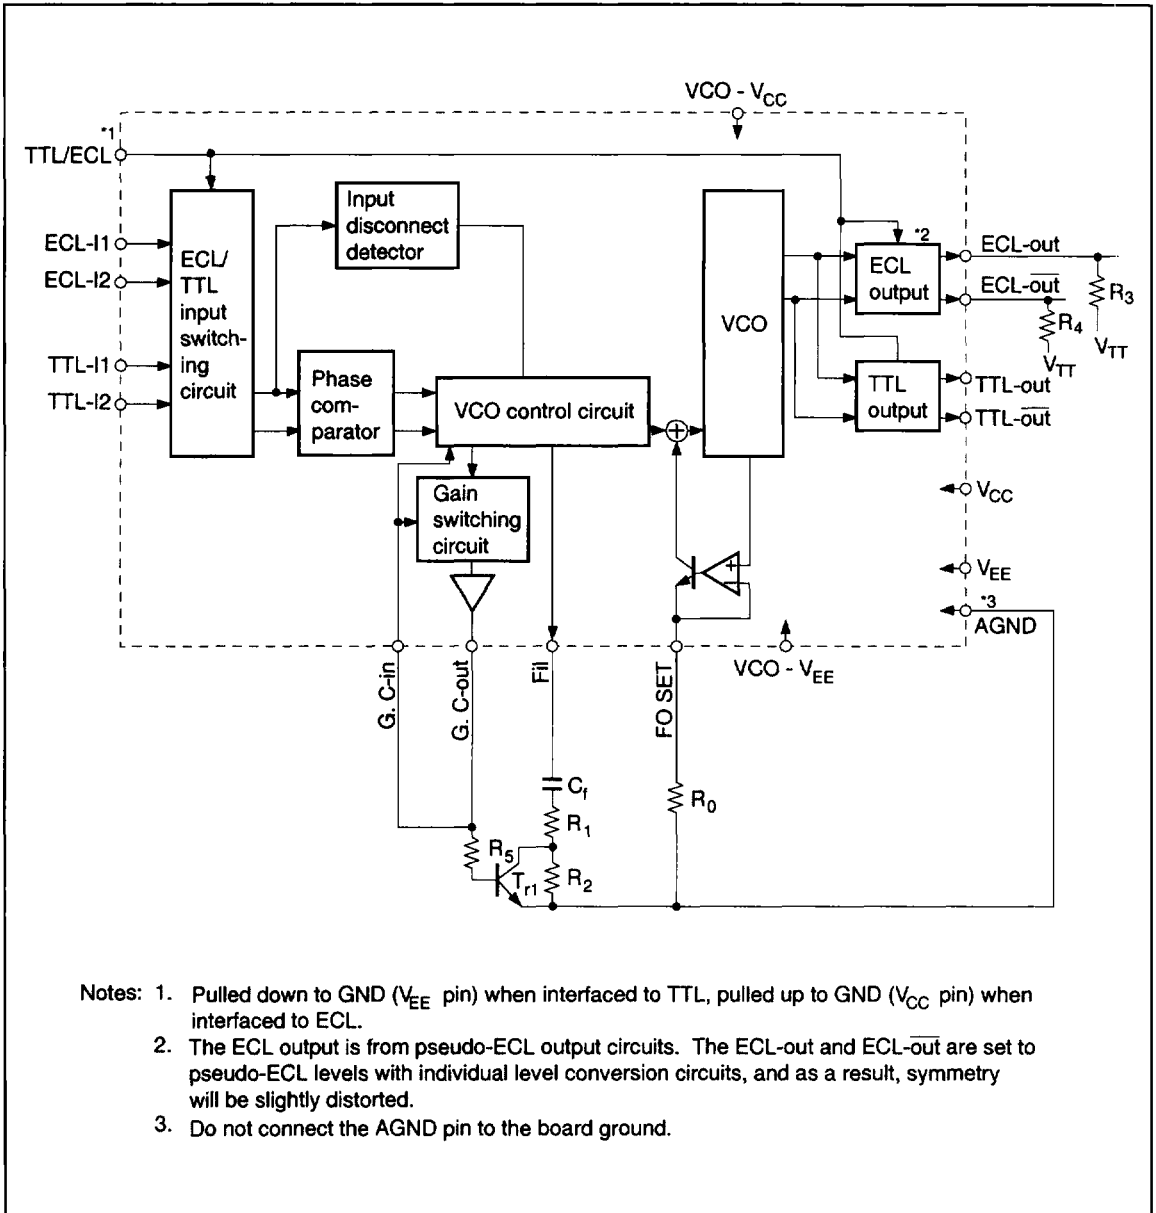 VCO - VCC
*1
TTL/ECL
ECL-I1
ECL-I2
TTL-I1
TTL-I2
ECL/
TTL
input
switch-
ing
circuit
Input
disconnect
detector
Phase
com-
parator
VCO control circuit
Gain
switching
circuit
+
VCO
+
−
*2
ECL
output
TTL
output
ECL-out
ECL-o̅u̅t̅
R3
R4
VTT
VTT
TTL-out
TTL-o̅u̅t̅
VCC
VEE
*3
AGND
VCO - VEE
G. C-in
G. C-out
Fil
FO SET
Cf
R1
R0
R5
Tr1
R2
Notes: 1. Pulled down to GND (VEE pin) when interfaced to TTL, pulled up to GND (VCC pin) when
interfaced to ECL.
2. The ECL output is from pseudo-ECL output circuits. The ECL-out and ECL-o̅u̅t̅ are set to
pseudo-ECL levels with individual level conversion circuits, and as a result, symmetry
will be slightly distorted.
3. Do not connect the AGND pin to the board ground.